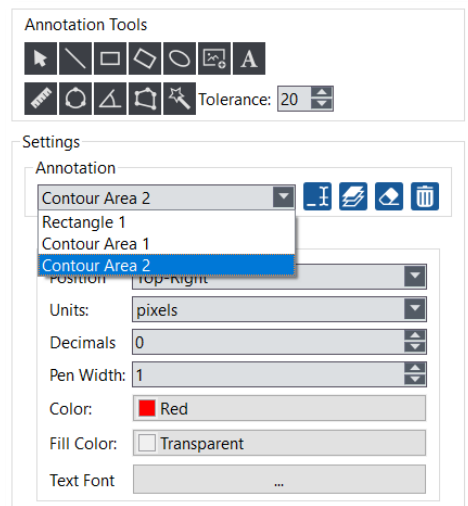 Annotation Tools
A
Tolerance: 20
Settings
Annotation
Contour Area 2
Rectangle 1
Contour Area 1
Contour Area 2
Position Top-Right
Units: pixels
Decimals 0
Pen Width: 1
Color: Red
Fill Color: Transparent
Text Font ...